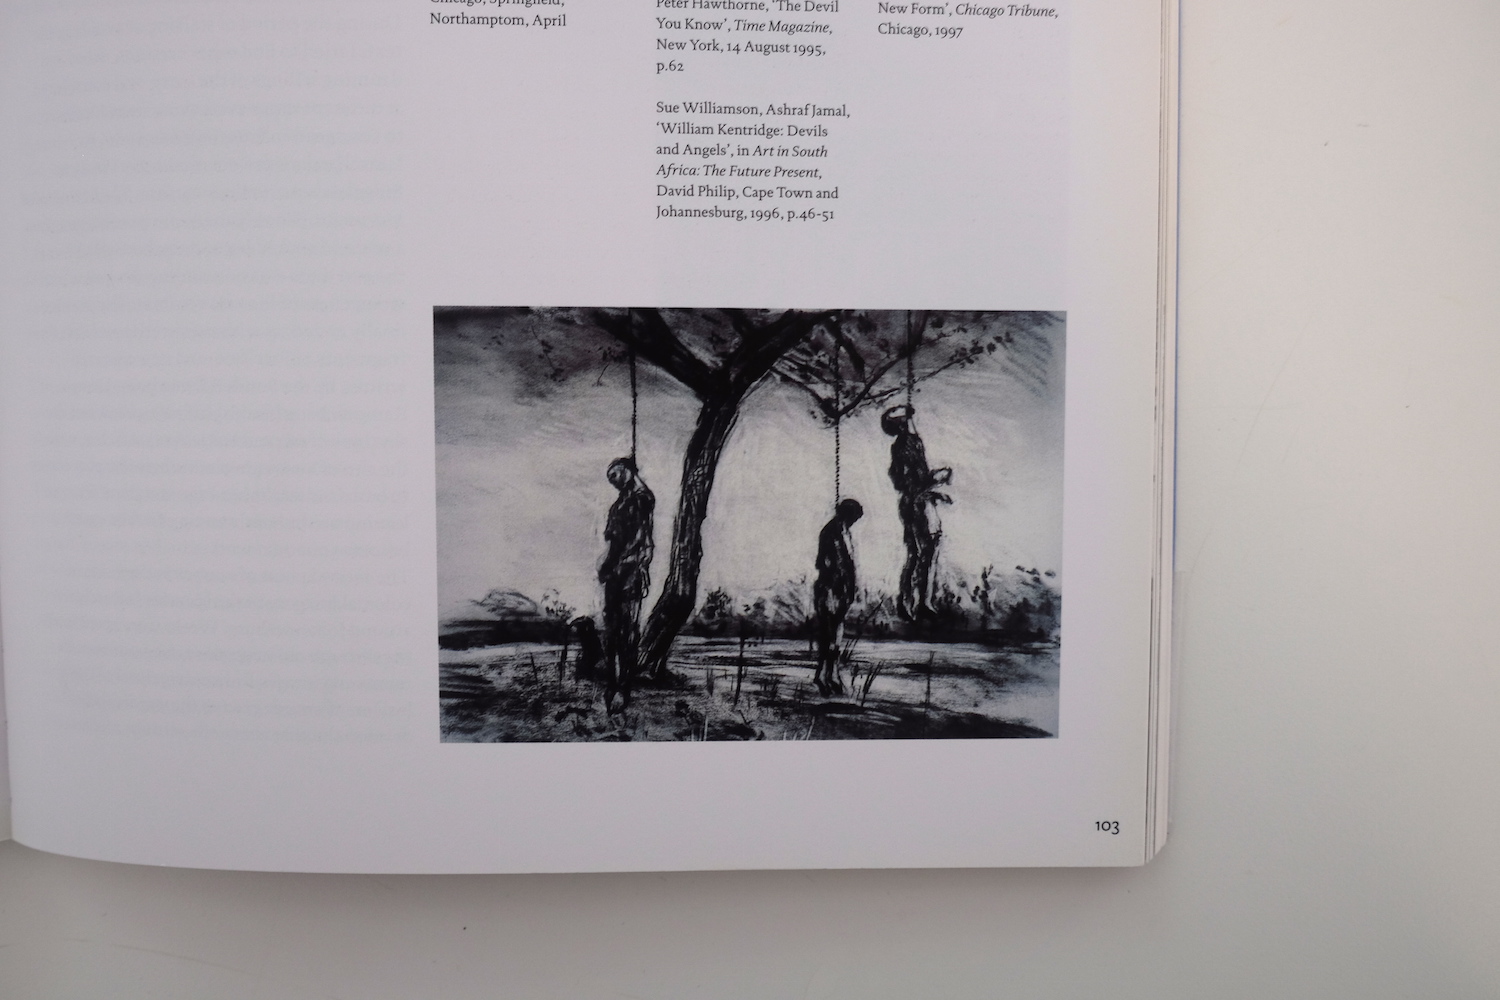 Northamptom, April
Peter Hawthorne, ‘The Devil
You Know’, Time Magazine,
New York, 14 August 1995,
p.62
Sue Williamson, Ashraf Jamal,
‘William Kentridge: Devils
and Angels’, in Art in South
Africa: The Future Present,
David Philip, Cape Town and
Johannesburg, 1996, p.46-51
New Form’, Chicago Tribune,
Chicago, 1997
103